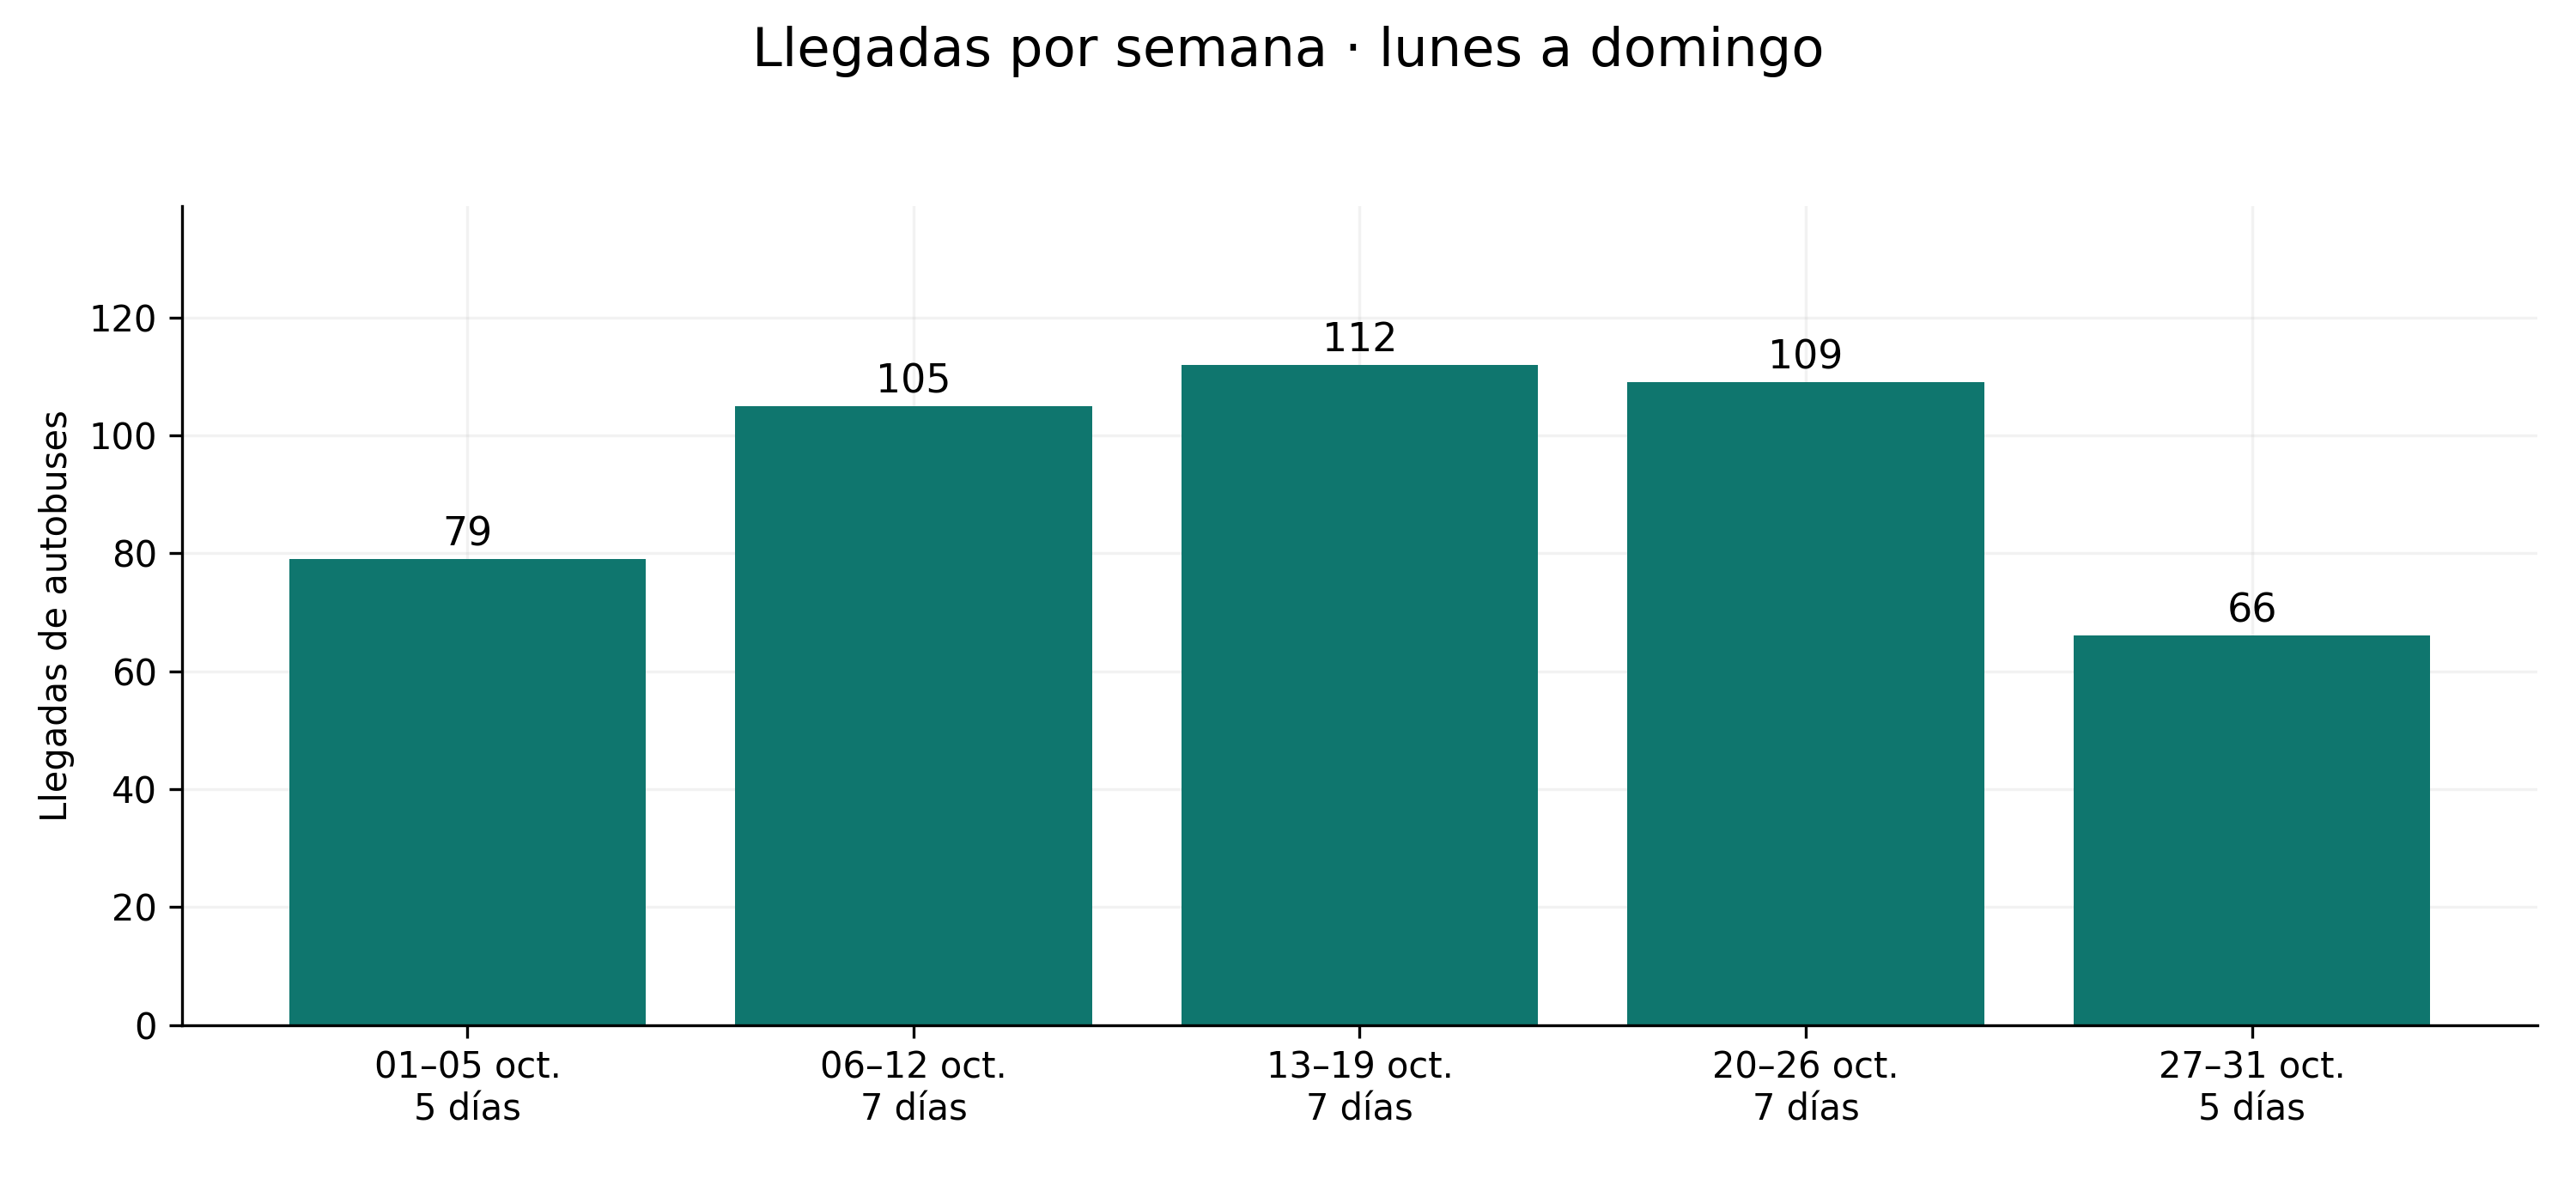 Llegadas por semana · lunes a domingo
Llegadas de autobuses
120
100
80
60
40
20
0
79
105
112
109
66
01–05 oct.
5 días
06–12 oct.
7 días
13–19 oct.
7 días
20–26 oct.
7 días
27–31 oct.
5 días